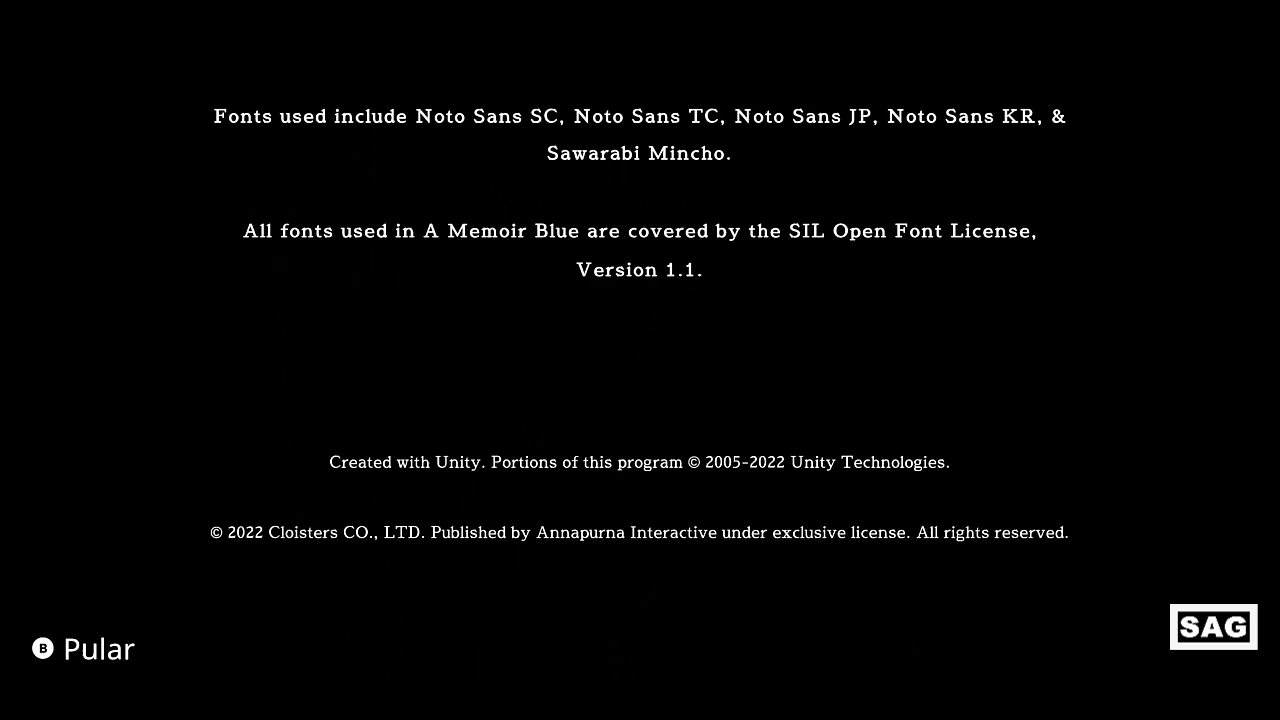 Fonts used include Noto Sans SC, Noto Sans TC, Noto Sans JP, Noto Sans KR, &
Sawarabi Mincho.
All fonts used in A Memoir Blue are covered by the SIL Open Font License,
Version 1.1.
Created with Unity. Portions of this program © 2005-2022 Unity Technologies.
© 2022 Cloisters CO., LTD. Published by Annapurna Interactive under exclusive license. All rights reserved.
SAG
B Pular